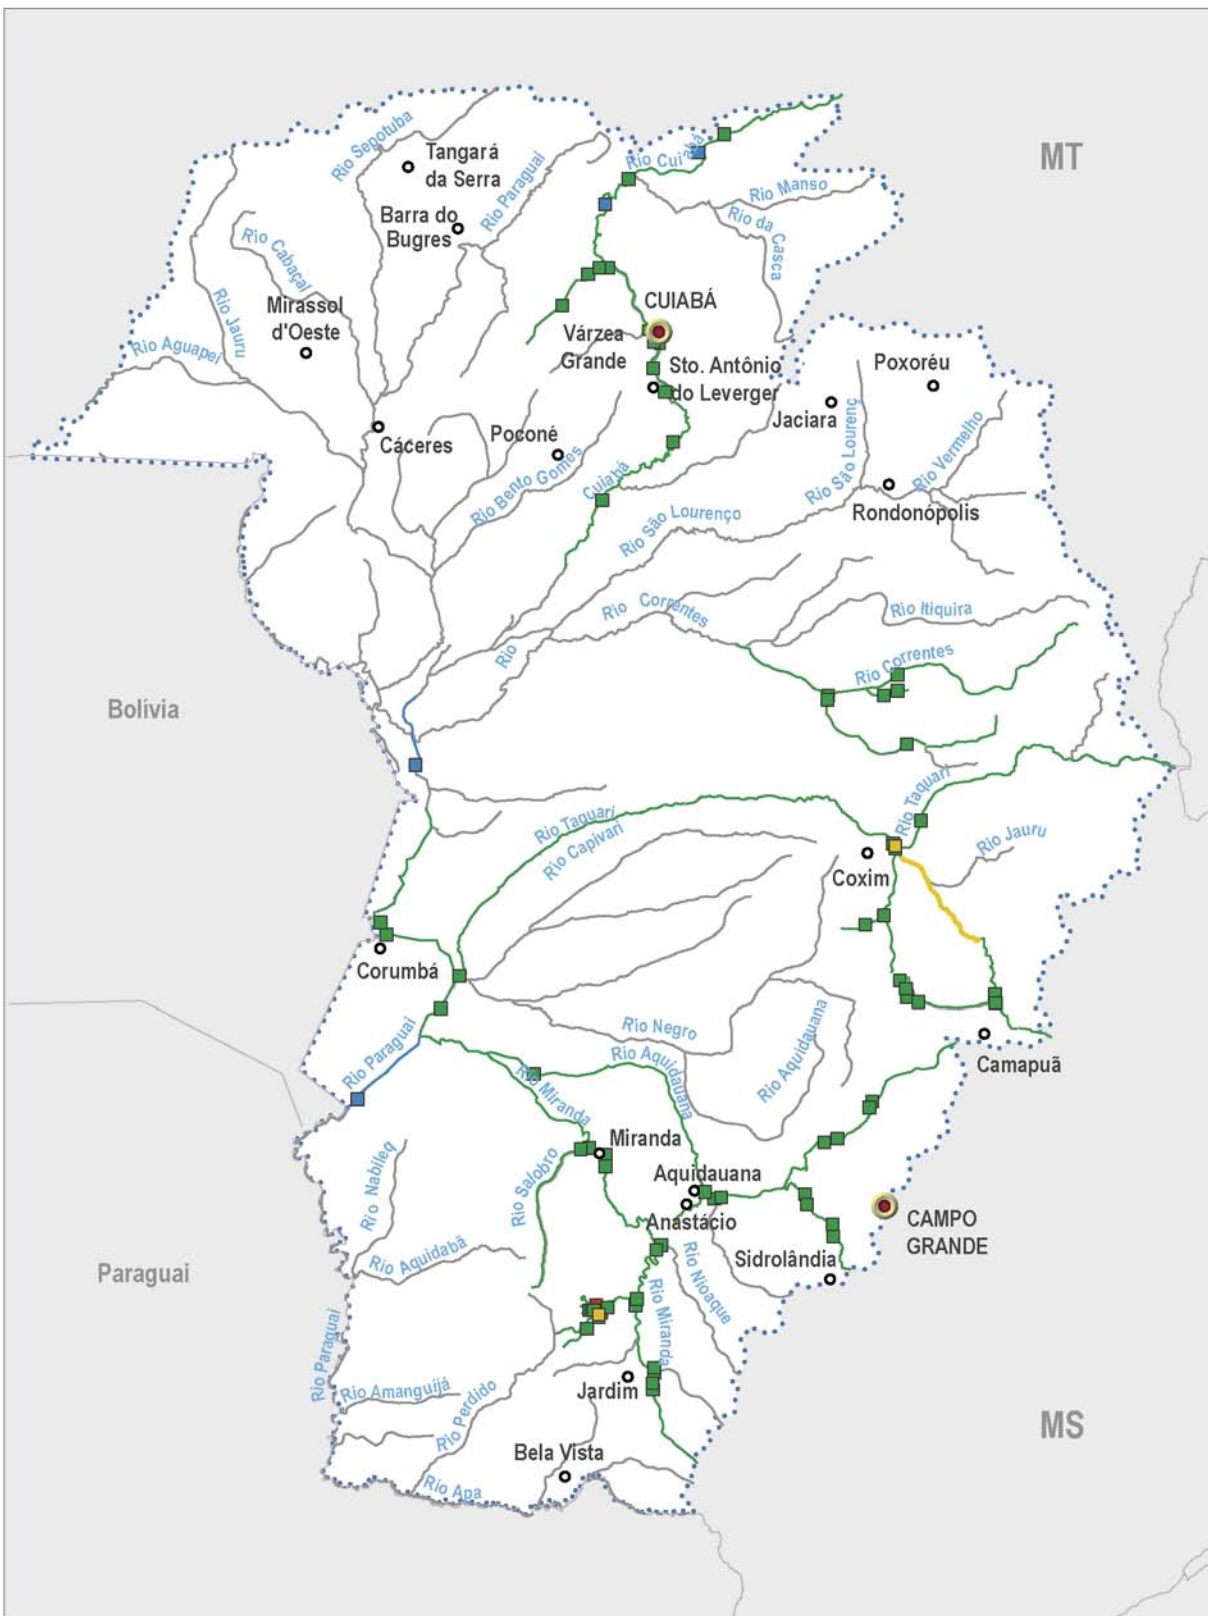 MT
Rio Sepotuba
Tangará
da Serra
Rio Cuiabá
Rio Paraguai
Rio Manso
Barra do
Bugres
Rio da Casca
Rio Cabaçal
Mirassol
d'Oeste
Rio Jauru
CUIABÁ
Várzea
Grande
Rio Aguapeí
Sto. Antônio
do Leverger
Poxoréu
Jaciara
Cáceres
Poconé
Rio São Lourenç
Rio Vermelho
Rio Bento Gomes
Cuiabá
Rondonópolis
Rio São Lourenço
Rio Correntes
Rio Itiquira
Rio
Rio Correntes
Bolívia
Rio Taquari
Rio Taquari
Rio Capivari
Rio Jauru
Coxim
Corumbá
Rio Negro
Rio Aquidauana
Rio Aquidauana
Rio Paraguai
Camapuã
Rio Miranda
Miranda
Rio Nabileq
Rio Salobro
Aquidauana
Anastácio
CAMPO
GRANDE
Rio Aquidabã
Sidrolândia
Rio Nioaque
Paraguai
Rio Miranda
Rio Paraguai
Jardim
Rio Amanguijá
Rio Perdido
MS
Bela Vista
Rio Apa